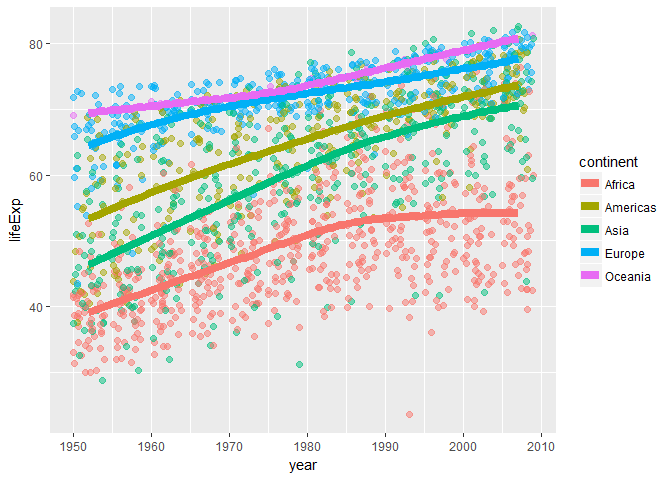 80
60
40
lifeExp
1950
1960
1970
1980
1990
2000
2010
year
continent
Africa
Americas
Asia
Europe
Oceania